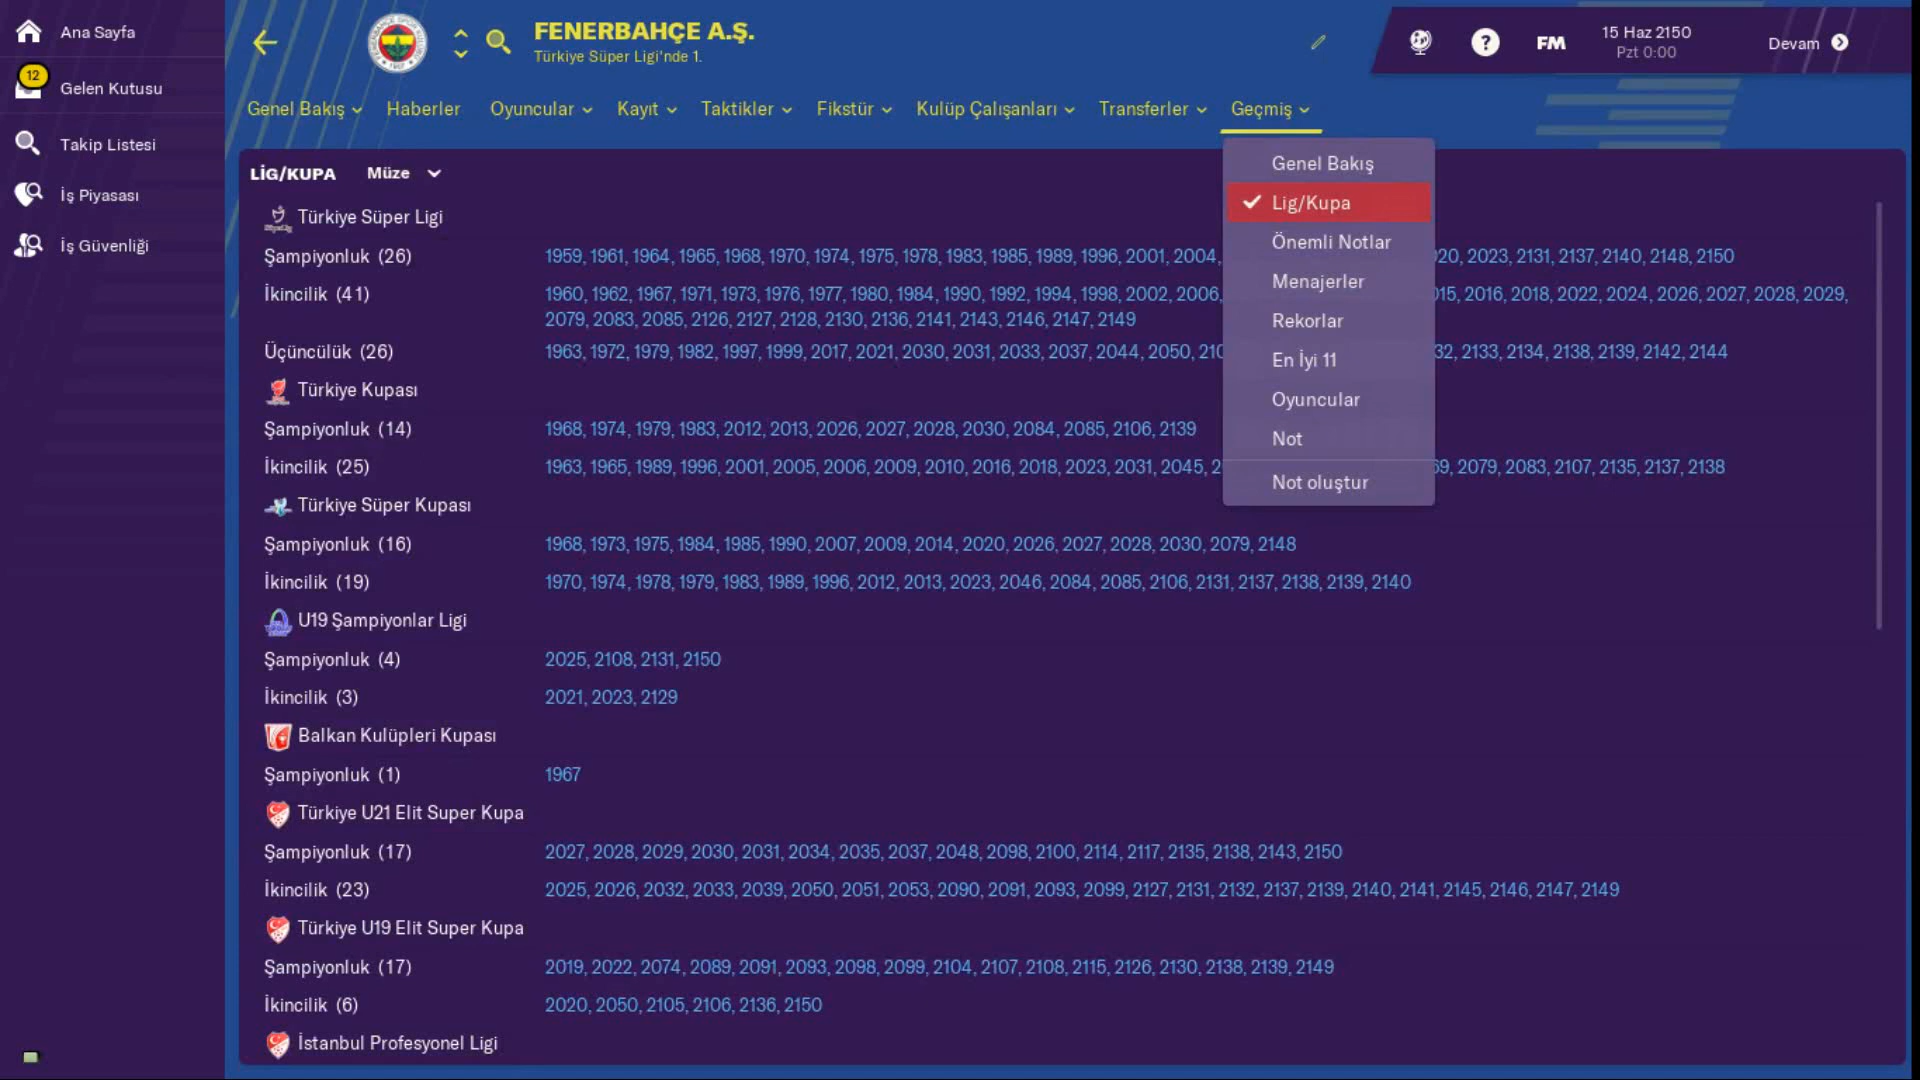 Ana Sayfa
12
Gelen Kutusu
Takip Listesi
İş Piyasası
İş Güvenliği
FENERBAHÇE A.Ş.
Türkiye Süper Ligi'nde 1.
FM
15 Haz 2150
Pzt 0:00
Devam
Genel Bakış
Haberler
Oyuncular
Kayıt
Taktikler
Fikstür
Kulüp Çalışanları
Transferler
Geçmiş
Genel Bakış
Lig/Kupa
Önemli Notlar
Menajerler
Rekorlar
En İyi 11
Oyuncular
Not
Not oluştur
LİG/KUPA Müze
Türkiye Süper Ligi
Şampiyonluk (26) 1959, 1961, 1964, 1965, 1968, 1970, 1974, 1975, 1978, 1983, 1985, 1989, 1996, 2001, 2004, 20, 2023, 2131, 2137, 2140, 2148, 2150
İkincilik (41) 1960, 1962, 1967, 1971, 1973, 1976, 1977, 1980, 1984, 1990, 1992, 1994, 1998, 2002, 2006, 15, 2016, 2018, 2022, 2024, 2026, 2027, 2028, 2029,
2079, 2083, 2085, 2126, 2127, 2128, 2130, 2136, 2141, 2143, 2146, 2147, 2149
Üçüncülük (26) 1963, 1972, 1979, 1982, 1997, 1999, 2017, 2021, 2030, 2031, 2033, 2037, 2044, 2050, 210 32, 2133, 2134, 2138, 2139, 2142, 2144
Türkiye Kupası
Şampiyonluk (14) 1968, 1974, 1979, 1983, 2012, 2013, 2026, 2027, 2028, 2030, 2084, 2085, 2106, 2139
İkincilik (25) 1963, 1965, 1989, 1996, 2001, 2005, 2006, 2009, 2010, 2016, 2018, 2023, 2031, 2045, 2 9, 2079, 2083, 2107, 2135, 2137, 2138
Türkiye Süper Kupası
Şampiyonluk (16) 1968, 1973, 1975, 1984, 1985, 1990, 2007, 2009, 2014, 2020, 2026, 2027, 2028, 2030, 2079, 2148
İkincilik (19) 1970, 1974, 1978, 1979, 1983, 1989, 1996, 2012, 2013, 2023, 2046, 2084, 2085, 2106, 2131, 2137, 2138, 2139, 2140
U19 Şampiyonlar Ligi
Şampiyonluk (4) 2025, 2108, 2131, 2150
İkincilik (3) 2021, 2023, 2129
Balkan Kulüpleri Kupası
Şampiyonluk (1) 1967
Türkiye U21 Elit Super Kupa
Şampiyonluk (17) 2027, 2028, 2029, 2030, 2031, 2034, 2035, 2037, 2048, 2098, 2100, 2114, 2117, 2135, 2138, 2143, 2150
İkincilik (23) 2025, 2026, 2032, 2033, 2039, 2050, 2051, 2053, 2090, 2091, 2093, 2099, 2127, 2131, 2132, 2137, 2139, 2140, 2141, 2145, 2146, 2147, 2149
Türkiye U19 Elit Super Kupa
Şampiyonluk (17) 2019, 2022, 2074, 2089, 2091, 2093, 2098, 2099, 2104, 2107, 2108, 2115, 2126, 2130, 2138, 2139, 2149
İkincilik (6) 2020, 2050, 2105, 2106, 2136, 2150
İstanbul Profesyonel Ligi